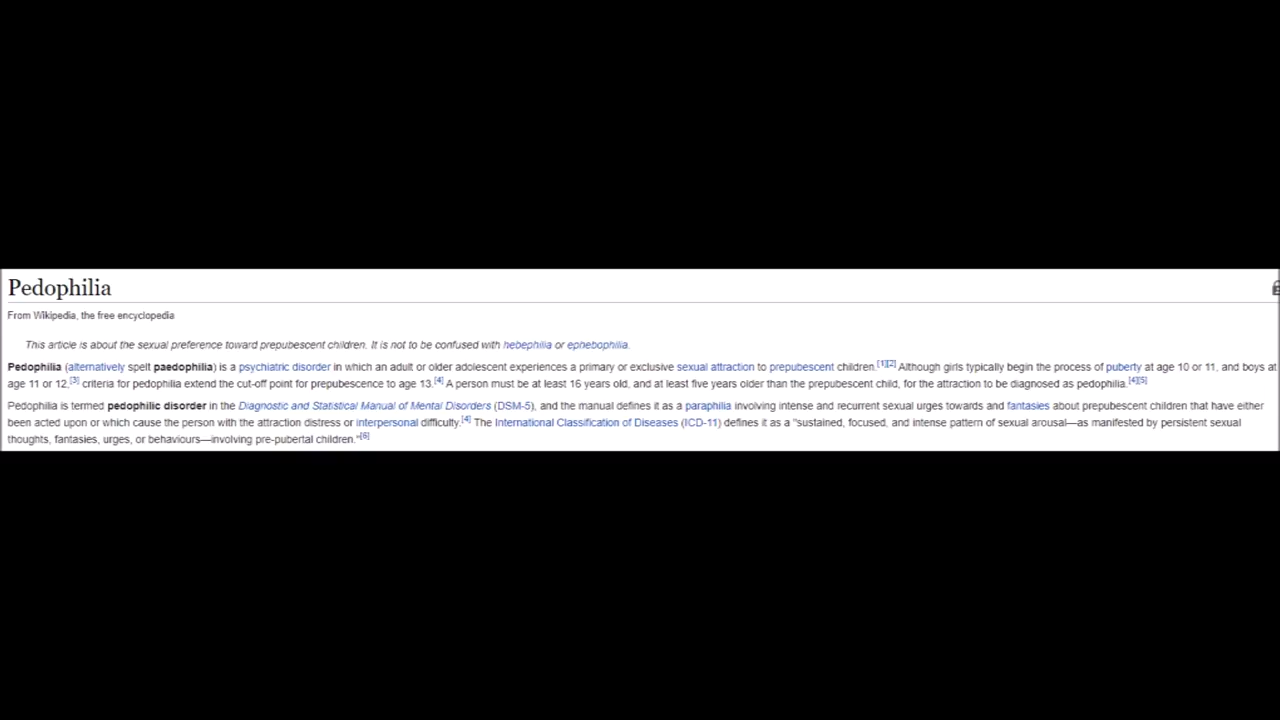 Pedophilia
From Wikipedia, the free encyclopedia
This article is about the sexual preference toward prepubescent children. It is not to be confused with hebephilia or ephebophilia.
Pedophilia (alternatively spelt paedophilia) is a psychiatric disorder in which an adult or older adolescent experiences a primary or exclusive sexual attraction to prepubescent children.[1][2] Although girls typically begin the process of puberty at age 10 or 11, and boys at
age 11 or 12,[3] criteria for pedophilia extend the cut-off point for prepubescence to age 13.[4] A person must be at least 16 years old, and at least five years older than the prepubescent child, for the attraction to be diagnosed as pedophilia.[4][5]
Pedophilia is termed pedophilic disorder in the Diagnostic and Statistical Manual of Mental Disorders (DSM-5), and the manual defines it as a paraphilia involving intense and recurrent sexual urges towards and fantasies about prepubescent children that have either
been acted upon or which cause the person with the attraction distress or interpersonal difficulty.[4] The International Classification of Diseases (ICD-11) defines it as a "sustained, focused, and intense pattern of sexual arousal—as manifested by persistent sexual
thoughts, fantasies, urges, or behaviours—involving pre-pubertal children."[6]